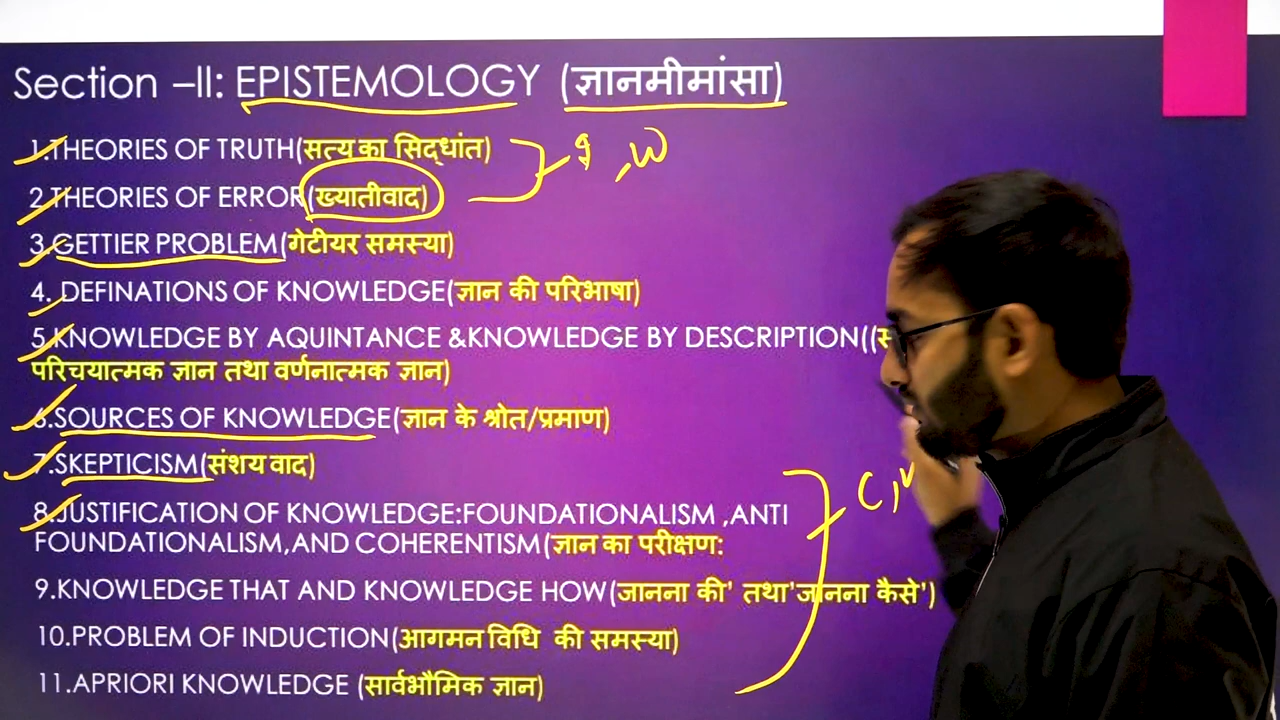 Section –II: EPISTEMOLOGY (ज्ञानमीमांसा)
1.THEORIES OF TRUTH(सत्य का सिद्धांत)
2.THEORIES OF ERROR(ख्यातीवाद)
3.GETTIER PROBLEM(गेटीयर समस्या)
4. DEFINATIONS OF KNOWLEDGE(ज्ञान की परिभाषा)
5.KNOWLEDGE BY AQUINTANCE &KNOWLEDGE BY DESCRIPTION((
परिचयात्मक ज्ञान तथा वर्णनात्मक ज्ञान)
6.SOURCES OF KNOWLEDGE(ज्ञान के श्रोत/प्रमाण)
7.SKEPTICISM(संशय वाद)
8.JUSTIFICATION OF KNOWLEDGE:FOUNDATIONALISM ,ANTI
FOUNDATIONALISM,AND COHERENTISM(ज्ञान का परीक्षण:
9.KNOWLEDGE THAT AND KNOWLEDGE HOW(जानना की' तथा'जानना कैसे')
10.PROBLEM OF INDUCTION(आगमन विधि की समस्या)
11.APRIORI KNOWLEDGE (सार्वभौमिक ज्ञान)